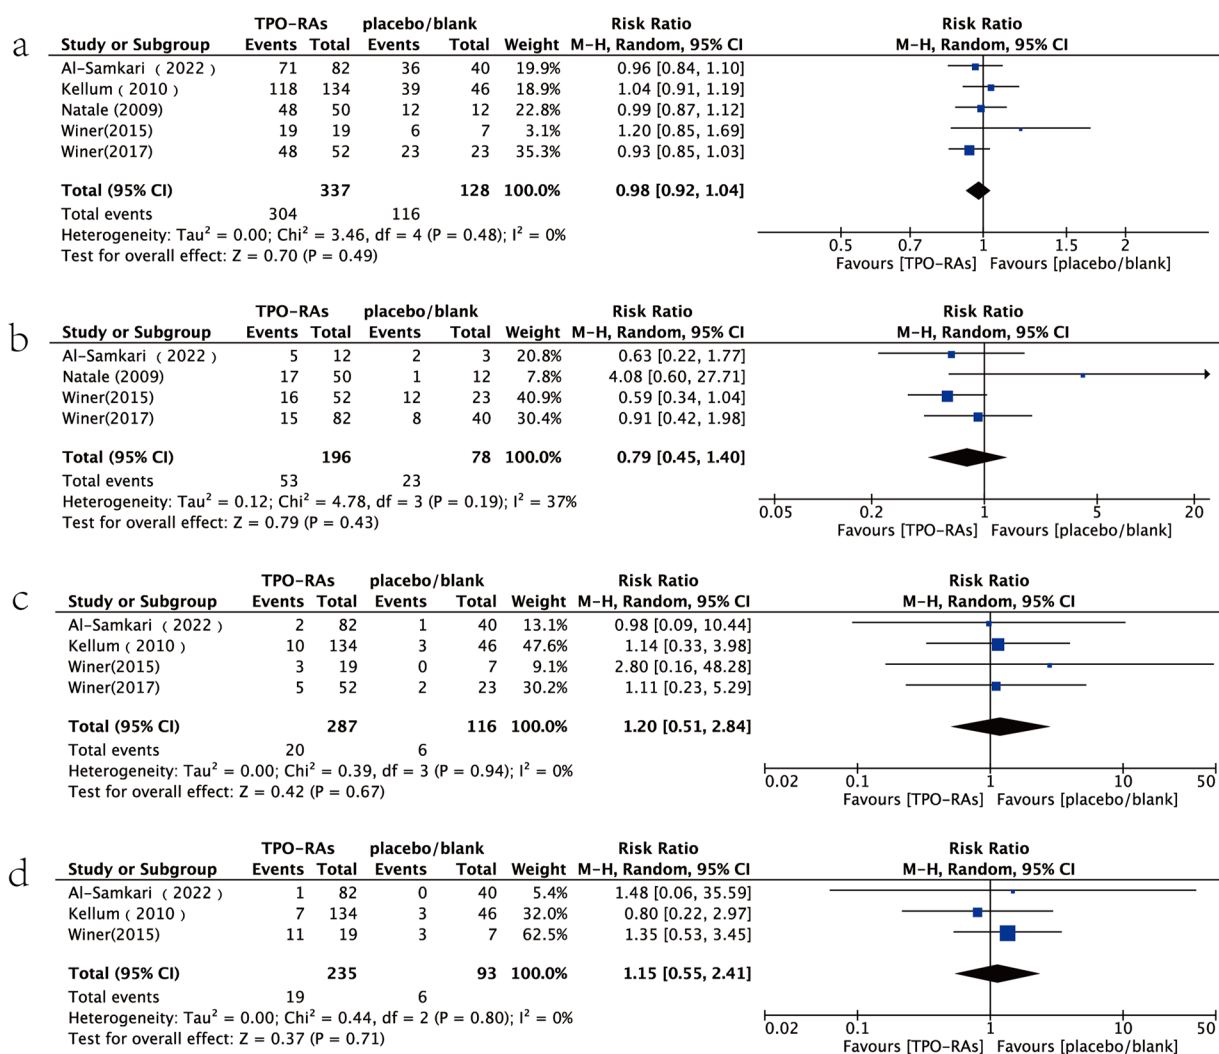 a
TPO-RAs placebo/blank Risk Ratio Risk Ratio
Study or Subgroup Events Total Events Total Weight M-H, Random, 95% CI M-H, Random, 95% CI
Al-Samkari （2022） 71 82 36 40 19.9% 0.96 [0.84, 1.10]
Kellum（2010） 118 134 39 46 18.9% 1.04 [0.91, 1.19]
Natale (2009) 48 50 12 12 22.8% 0.99 [0.87, 1.12]
Winer(2015) 19 19 6 7 3.1% 1.20 [0.85, 1.69]
Winer(2017) 48 52 23 23 35.3% 0.93 [0.85, 1.03]
Total (95% CI) 337 128 100.0% 0.98 [0.92, 1.04]
Total events 304 116
Heterogeneity: Tau² = 0.00; Chi² = 3.46, df = 4 (P = 0.48); I² = 0%
Test for overall effect: Z = 0.70 (P = 0.49)
0.5 0.7 1 1.5 2
Favours [TPO-RAs] Favours [placebo/blank]
b
TPO-RAs placebo/blank Risk Ratio Risk Ratio
Study or Subgroup Events Total Events Total Weight M-H, Random, 95% CI M-H, Random, 95% CI
Al-Samkari （2022） 5 12 2 3 20.8% 0.63 [0.22, 1.77]
Natale (2009) 17 50 1 12 7.8% 4.08 [0.60, 27.71]
Winer(2015) 16 52 12 23 40.9% 0.59 [0.34, 1.04]
Winer(2017) 15 82 8 40 30.4% 0.91 [0.42, 1.98]
Total (95% CI) 196 78 100.0% 0.79 [0.45, 1.40]
Total events 53 23
Heterogeneity: Tau² = 0.12; Chi² = 4.78, df = 3 (P = 0.19); I² = 37%
Test for overall effect: Z = 0.79 (P = 0.43)
0.05 0.2 1 5 20
Favours [TPO-RAs] Favours [placebo/blank]
c
TPO-RAs placebo/blank Risk Ratio Risk Ratio
Study or Subgroup Events Total Events Total Weight M-H, Random, 95% CI M-H, Random, 95% CI
Al-Samkari （2022） 2 82 1 40 13.1% 0.98 [0.09, 10.44]
Kellum（2010） 10 134 3 46 47.6% 1.14 [0.33, 3.98]
Winer(2015) 3 19 0 7 9.1% 2.80 [0.16, 48.28]
Winer(2017) 5 52 2 23 30.2% 1.11 [0.23, 5.29]
Total (95% CI) 287 116 100.0% 1.20 [0.51, 2.84]
Total events 20 6
Heterogeneity: Tau² = 0.00; Chi² = 0.39, df = 3 (P = 0.94); I² = 0%
Test for overall effect: Z = 0.42 (P = 0.67)
0.02 0.1 1 10 50
Favours [TPO-RAs] Favours [placebo/blank]
d
TPO-RAs placebo/blank Risk Ratio Risk Ratio
Study or Subgroup Events Total Events Total Weight M-H, Random, 95% CI M-H, Random, 95% CI
Al-Samkari （2022） 1 82 0 40 5.4% 1.48 [0.06, 35.59]
Kellum（2010） 7 134 3 46 32.0% 0.80 [0.22, 2.97]
Winer(2015) 11 19 3 7 62.5% 1.35 [0.53, 3.45]
Total (95% CI) 235 93 100.0% 1.15 [0.55, 2.41]
Total events 19 6
Heterogeneity: Tau² = 0.00; Chi² = 0.44, df = 2 (P = 0.80); I² = 0%
Test for overall effect: Z = 0.37 (P = 0.71)
0.02 0.1 1 10 50
Favours [TPO-RAs] Favours [placebo/blank]